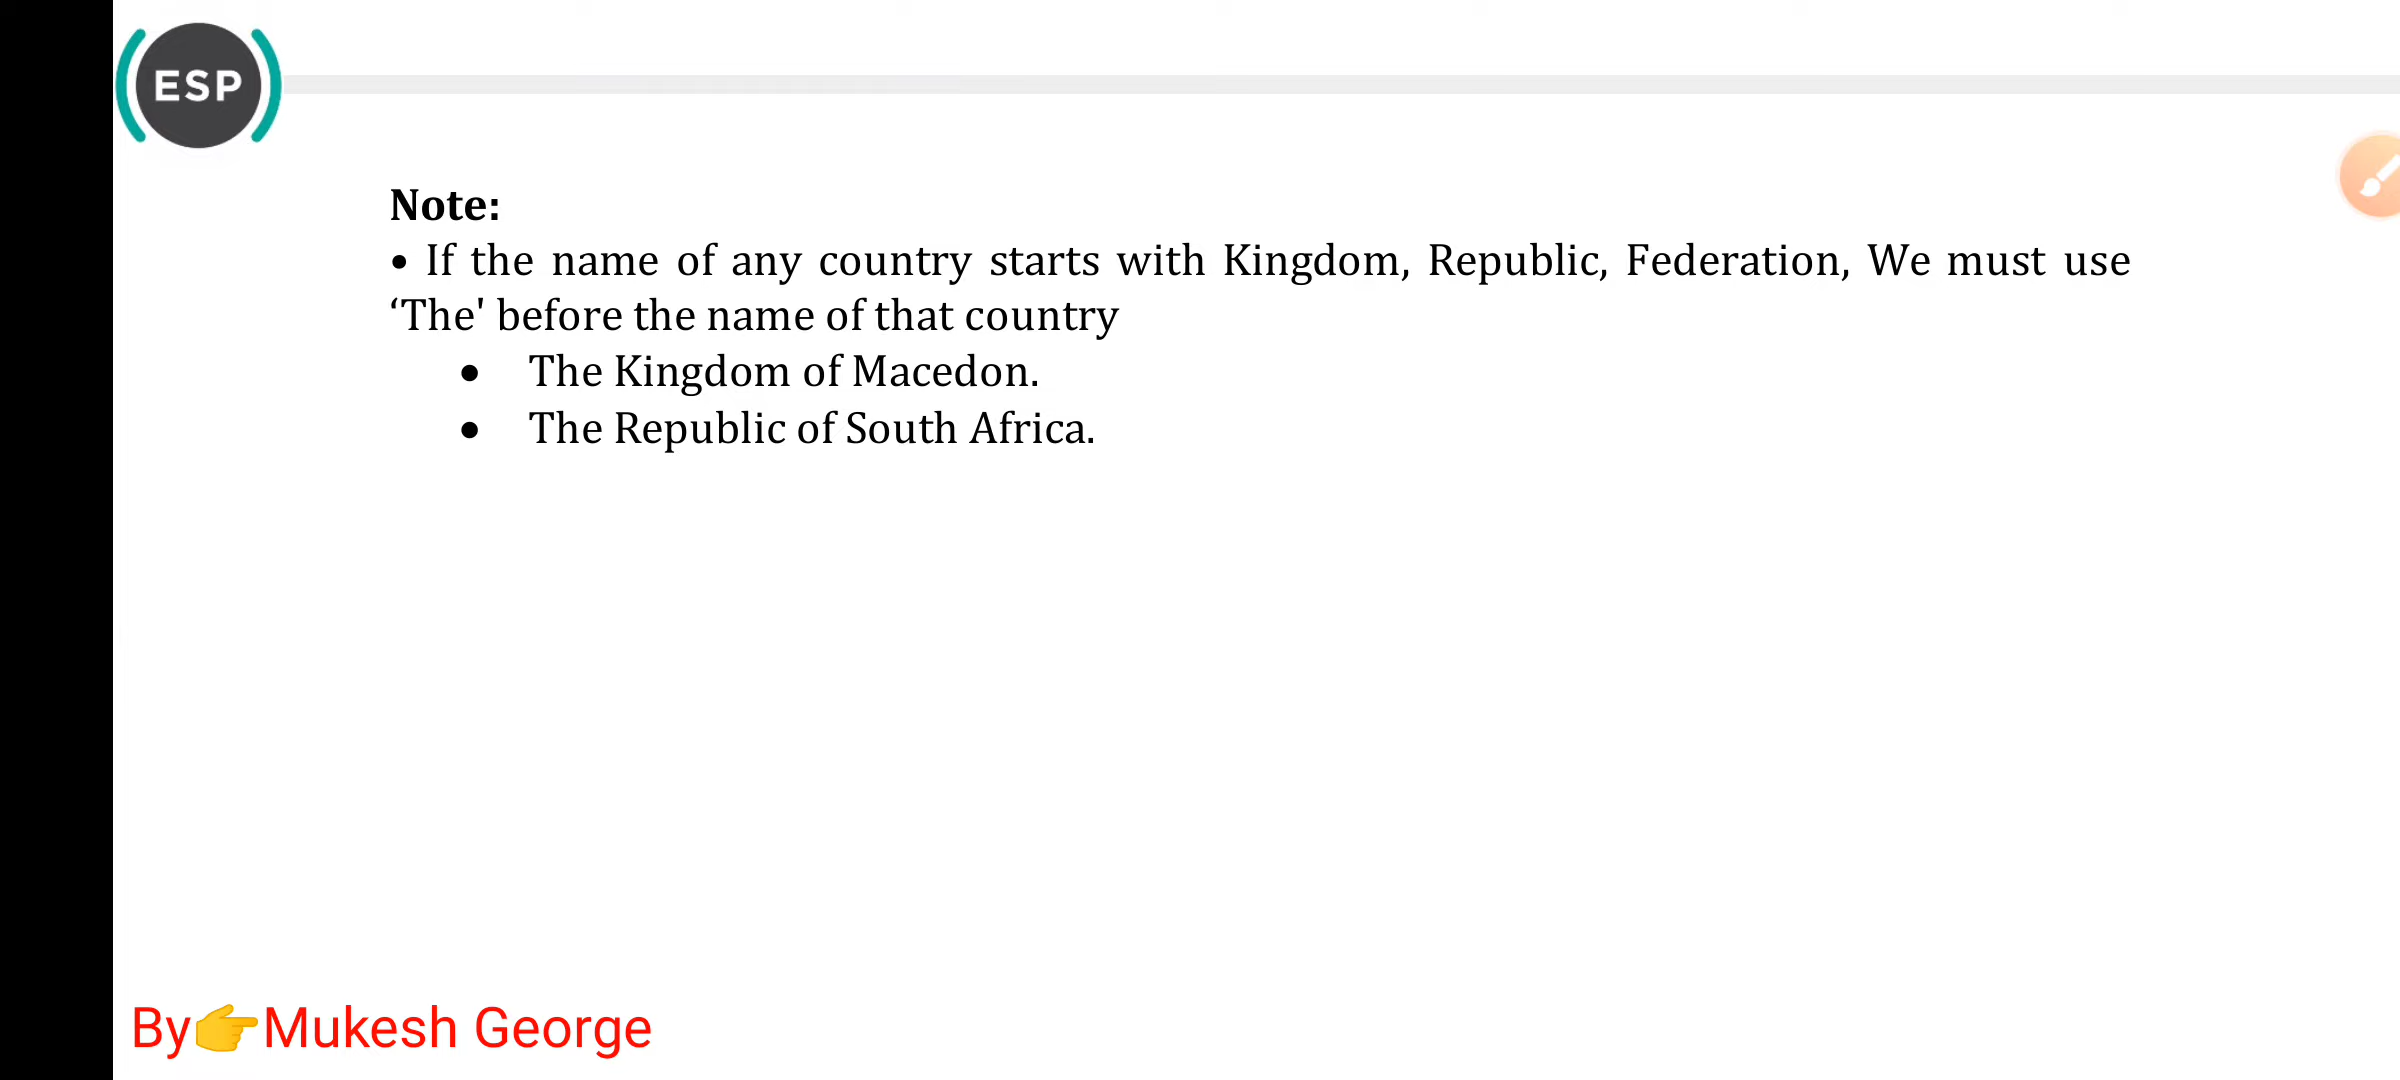 ESP
Note:
• If the name of any country starts with Kingdom, Republic, Federation, We must use
‘The' before the name of that country
• The Kingdom of Macedon.
• The Republic of South Africa.
By👉Mukesh George